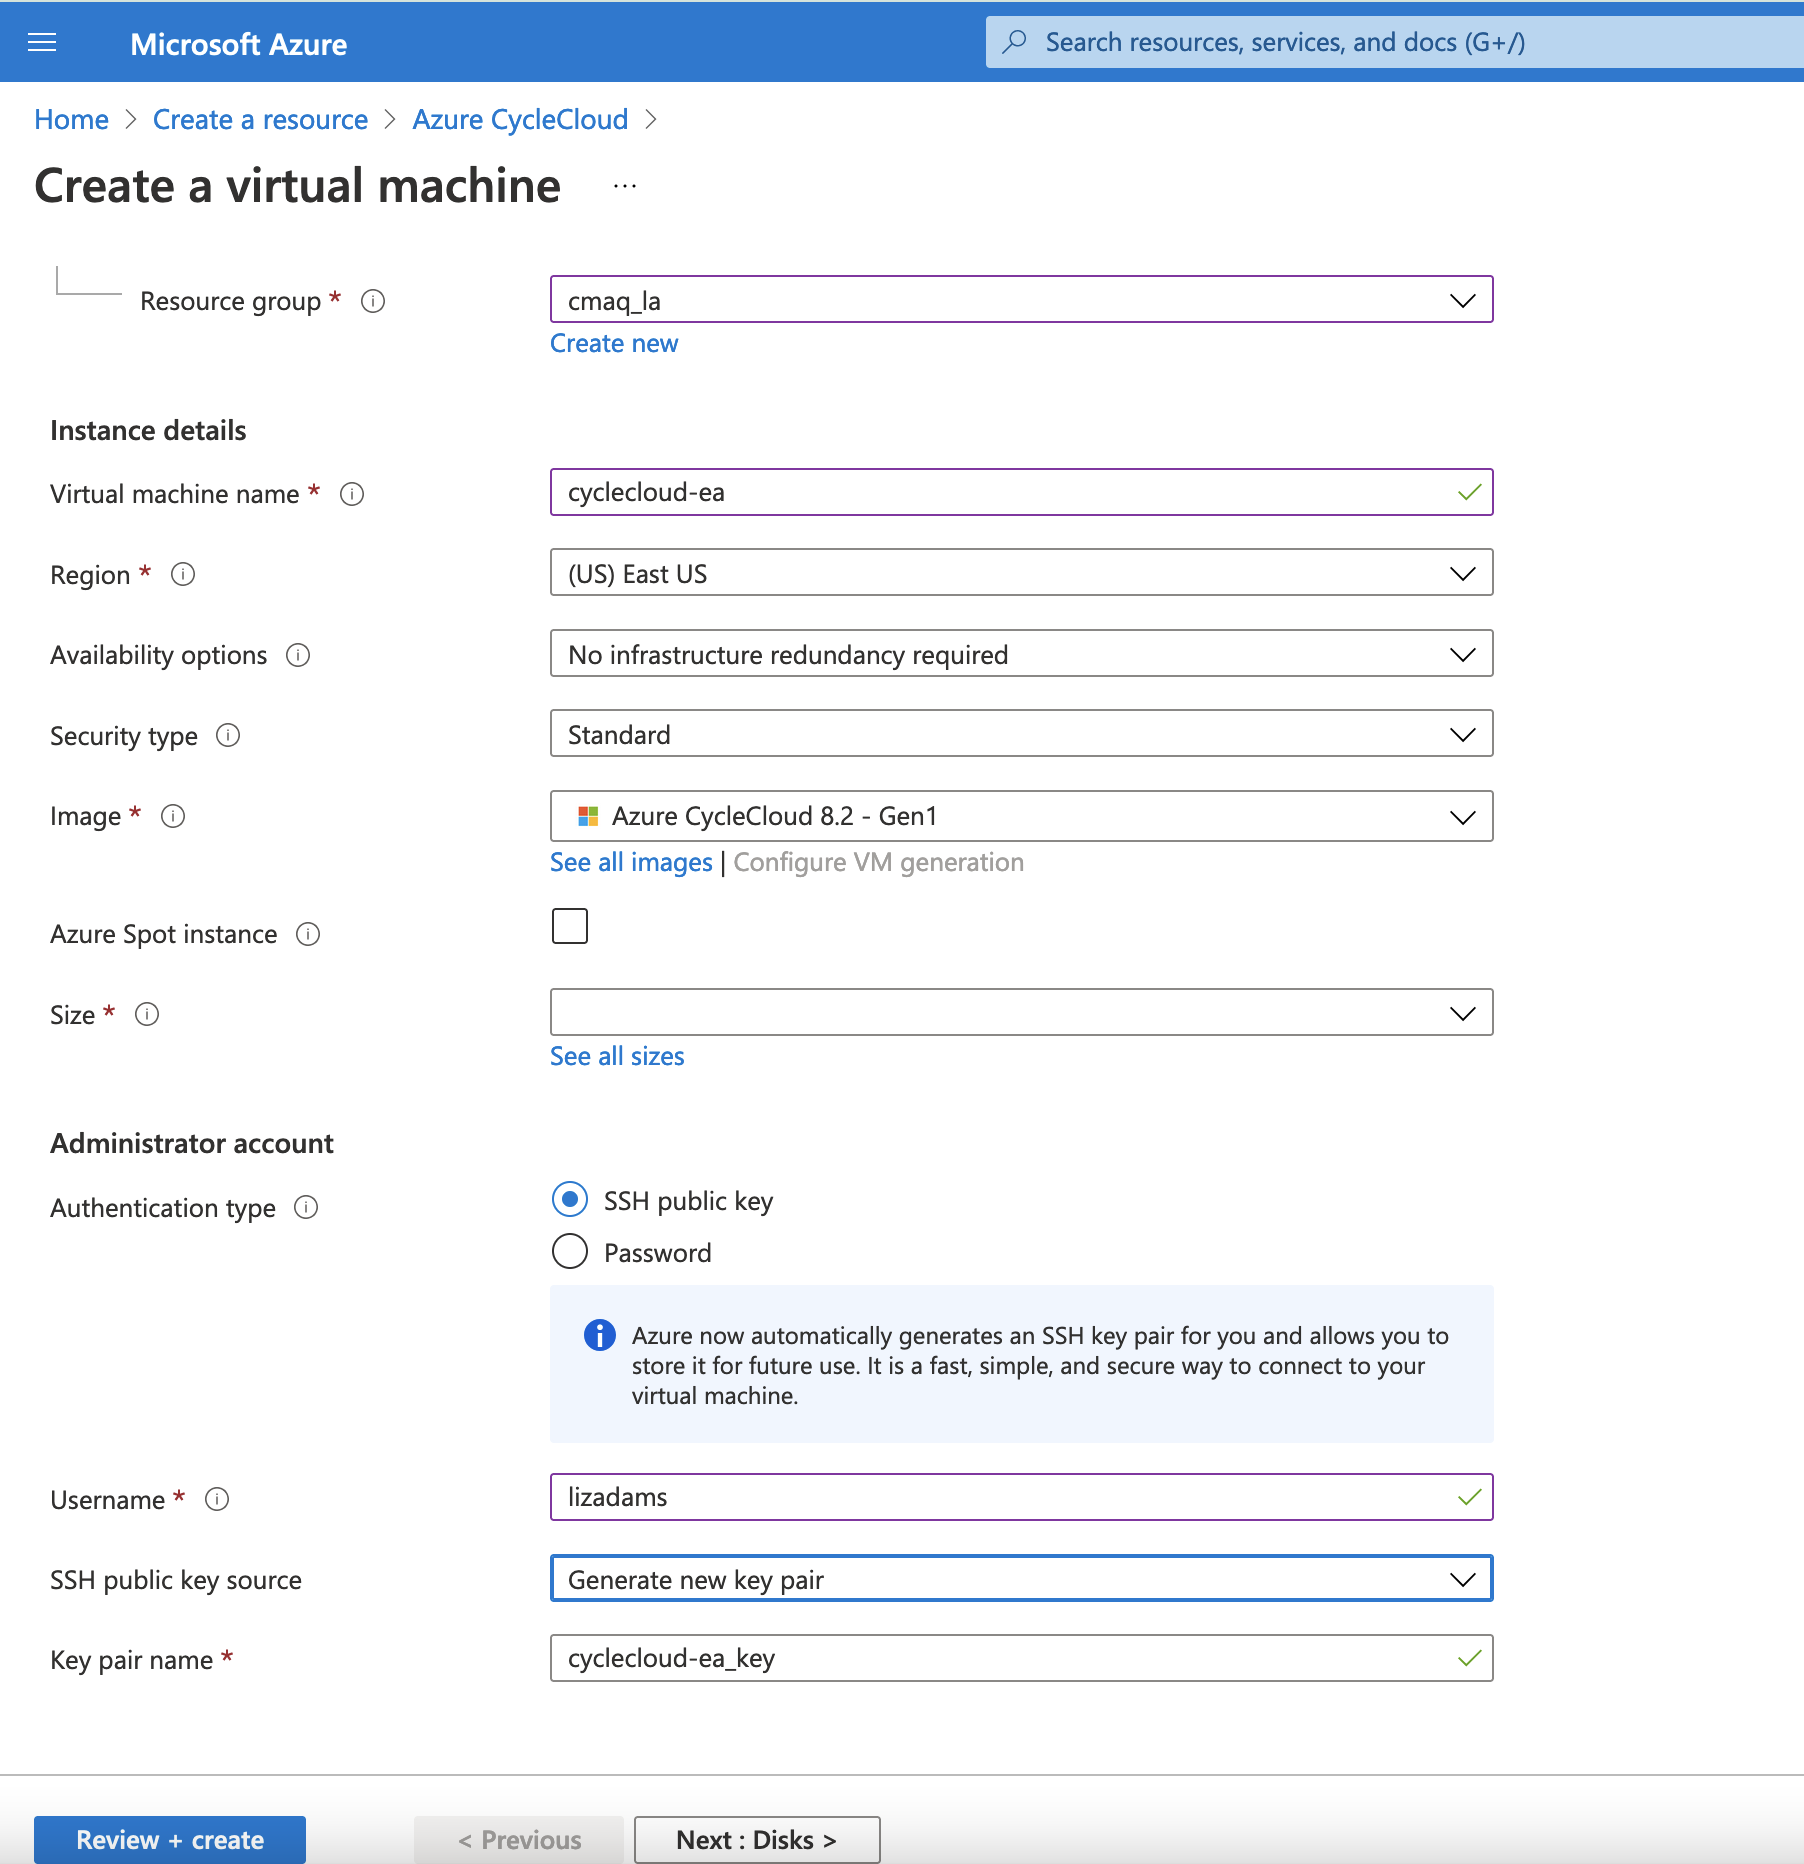 Microsoft Azure
Search resources, services, and docs (G+/)
Home > Create a resource > Azure CycleCloud >
Create a virtual machine ...
Resource group *
cmaq_la
Create new
Instance details
Virtual machine name *
cyclecloud-ea
Region *
(US) East US
Availability options
No infrastructure redundancy required
Security type
Standard
Image *
Azure CycleCloud 8.2 - Gen1
See all images | Configure VM generation
Azure Spot instance
Size *
See all sizes
Administrator account
Authentication type
SSH public key
Password
Azure now automatically generates an SSH key pair for you and allows you to
store it for future use. It is a fast, simple, and secure way to connect to your
virtual machine.
Username *
lizadams
SSH public key source
Generate new key pair
Key pair name *
cyclecloud-ea_key
Review + create
< Previous
Next : Disks >